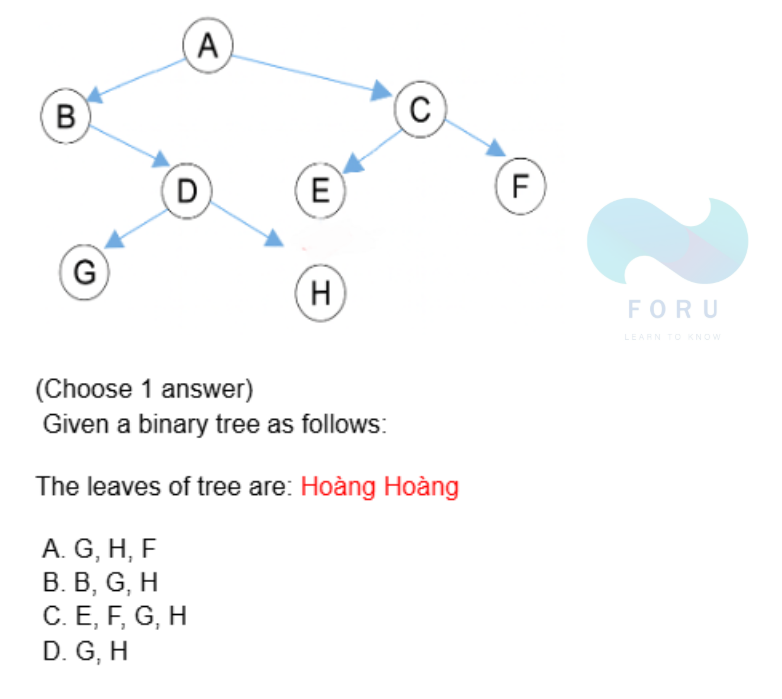 A
B
C
D
E
F
G
H
FORU
LEARN TO KNOW
(Choose 1 answer)
Given a binary tree as follows:
The leaves of tree are: Hoàng Hoàng
A. G, H, F
B. B, G, H
C. E, F, G, H
D. G, H